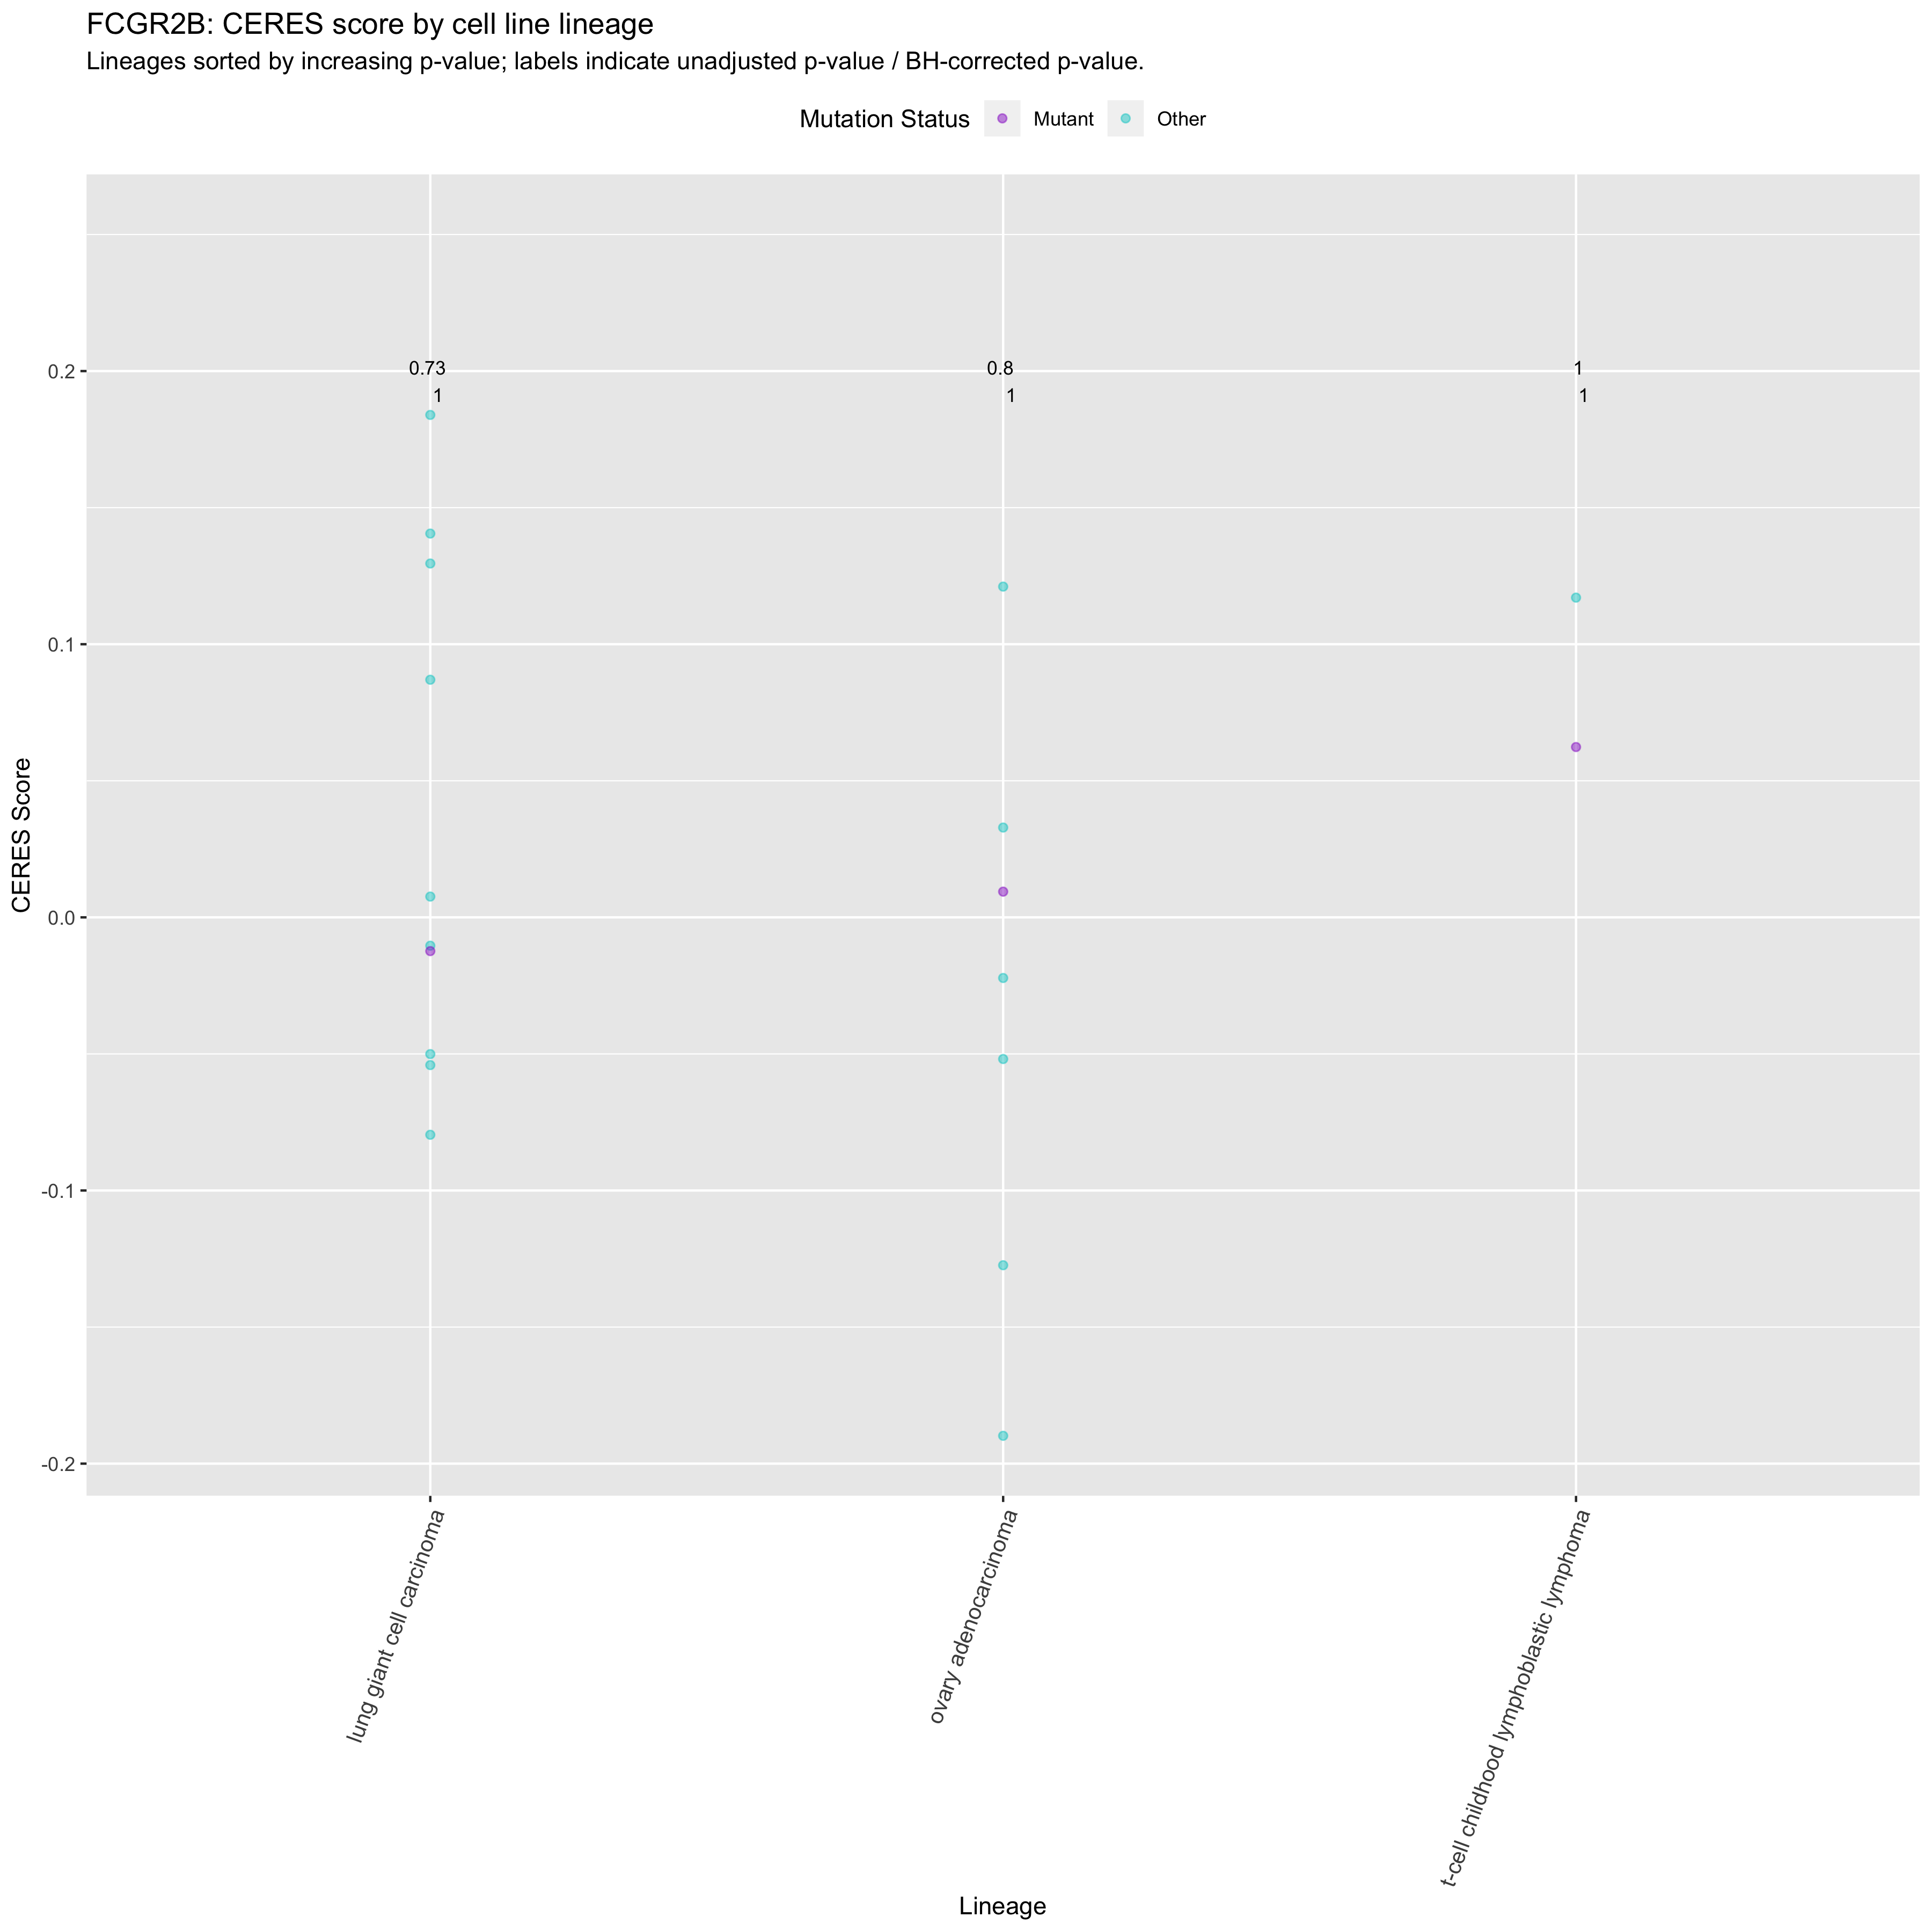 FCGR2B: CERES score by cell line lineage
Lineages sorted by increasing p-value; labels indicate unadjusted p-value / BH-corrected p-value.
Mutation Status Mutant Other
0.2
0.1
0.0
-0.1
-0.2
CERES Score
0.73
1
0.8
1
1
1
lung giant cell carcinoma
ovary adenocarcinoma
t-cell childhood lymphoblastic lymphoma
Lineage